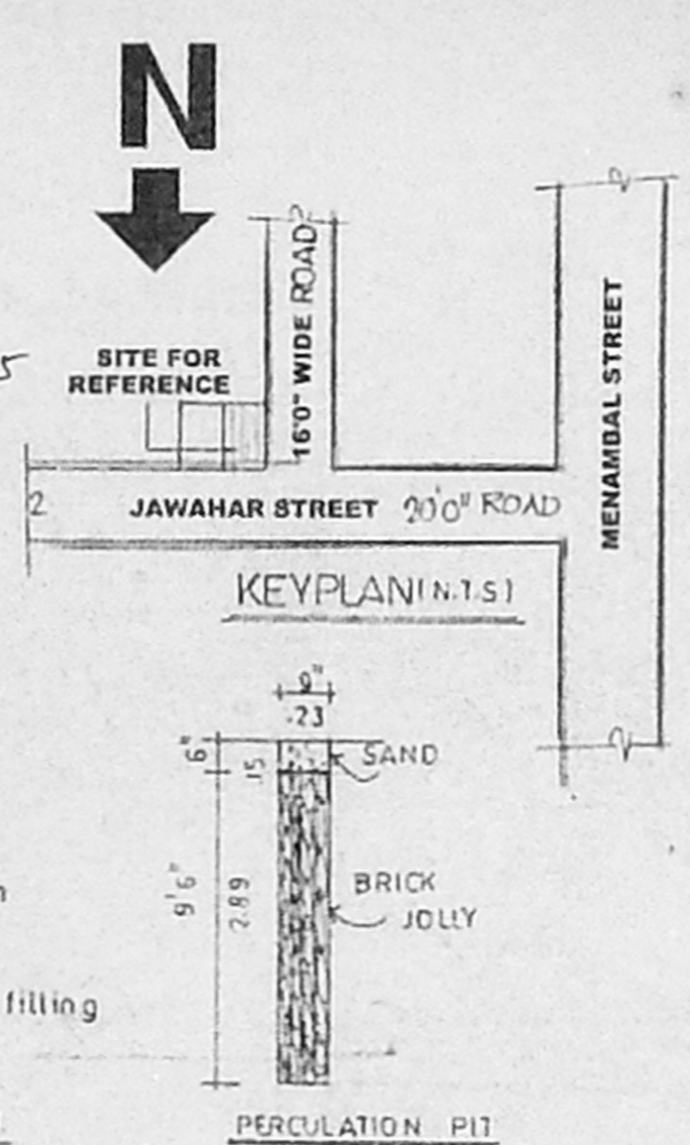 N
SITE FOR
REFERENCE
16'0" WIDE ROAD
MENAMBAL STREET
2
JAWAHAR STREET 20'0" ROAD
KEYPLAN (N.T.S)
9"
.23
6"
.15
SAND
9'6"
2.89
BRICK
JOLLY
filling
PERCULATION PIT